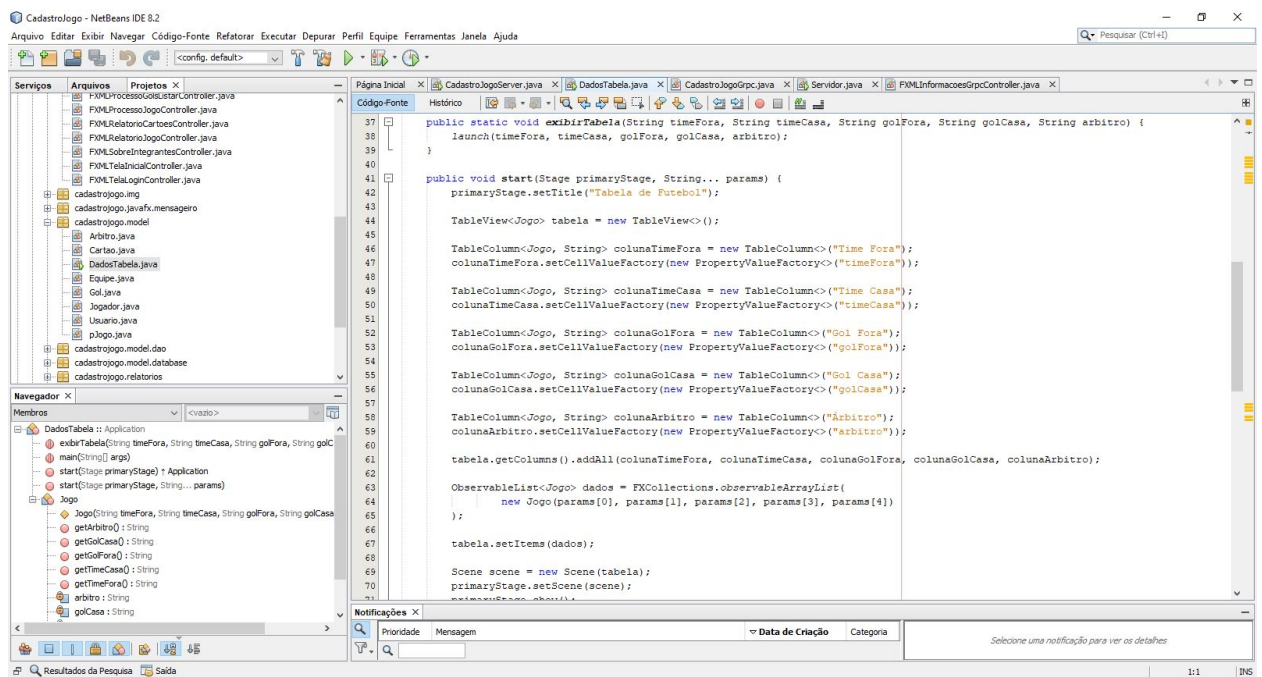 CadastroJogo - NetBeans IDE 8.2
Arquivo Editar Exibir Navegar Código-Fonte Refatorar Executar Depurar Perfil Equipe Ferramentas Janela Ajuda
Pesquisar (Ctrl+I)
<config. default>
Serviços Arquivos Projetos
FXMLProcessoGolsListarController.java
FXMLProcessoJogoController.java
FXMLRelatorioCartoesController.java
FXMLRelatorioJogoController.java
FXMLSobreIntegrantesController.java
FXMLTelaInicialController.java
FXMLTelaLoginController.java
cadastrojogo.img
cadastrojogo.javafx.mensageiro
cadastrojogo.model
Arbitro.java
Cartao.java
DadosTabela.java
Equipe.java
Gol.java
Jogador.java
Usuario.java
pJogo.java
cadastrojogo.model.dao
cadastrojogo.model.database
cadastrojogo.relatorios
Navegador
Membros <vazio>
DadosTabela :: Application
exibirTabela(String timeFora, String timeCasa, String golFora, String golC
main(String[] args)
start(Stage primaryStage) ↑ Application
start(Stage primaryStage, String... params)
Jogo
Jogo(String timeFora, String timeCasa, String golFora, String golCasa
getArbitro() : String
getGolCasa() : String
getGolFora() : String
getTimeCasa() : String
getTimeFora() : String
arbitro : String
golCasa : String
Página Inicial CadastroJogoServer.java DadosTabela.java CadastroJogoGrpc.java Servidor.java FXMLInformacoesGrpcController.java
Código-Fonte Histórico
37 public static void exibirTabela(String timeFora, String timeCasa, String golFora, String golCasa, String arbitro) {
38 launch(timeFora, timeCasa, golFora, golCasa, arbitro);
39 }
40
41 public void start(Stage primaryStage, String... params) {
42 primaryStage.setTitle("Tabela de Futebol");
43
44 TableView<Jogo> tabela = new TableView<>();
45
46 TableColumn<Jogo, String> colunaTimeFora = new TableColumn<>("Time Fora");
47 colunaTimeFora.setCellValueFactory(new PropertyValueFactory<>("timeFora"));
48
49 TableColumn<Jogo, String> colunaTimeCasa = new TableColumn<>("Time Casa");
50 colunaTimeCasa.setCellValueFactory(new PropertyValueFactory<>("timeCasa"));
51
52 TableColumn<Jogo, String> colunaGolFora = new TableColumn<>("Gol Fora");
53 colunaGolFora.setCellValueFactory(new PropertyValueFactory<>("golFora"));
54
55 TableColumn<Jogo, String> colunaGolCasa = new TableColumn<>("Gol Casa");
56 colunaGolCasa.setCellValueFactory(new PropertyValueFactory<>("golCasa"));
57
58 TableColumn<Jogo, String> colunaArbitro = new TableColumn<>("Árbitro");
59 colunaArbitro.setCellValueFactory(new PropertyValueFactory<>("arbitro"));
60
61 tabela.getColumns().addAll(colunaTimeFora, colunaTimeCasa, colunaGolFora, colunaGolCasa, colunaArbitro);
62
63 ObservableList<Jogo> dados = FXCollections.observableArrayList(
64 new Jogo(params[0], params[1], params[2], params[3], params[4])
65 );
66
67 tabela.setItems(dados);
68
69 Scene scene = new Scene(tabela);
70 primaryStage.setScene(scene);
71 primaryStage.show();
Notificações
Prioridade Mensagem Data de Criação Categoria
Selecione uma notificação para ver os detalhes
Resultados da Pesquisa Saída
1:1 INS